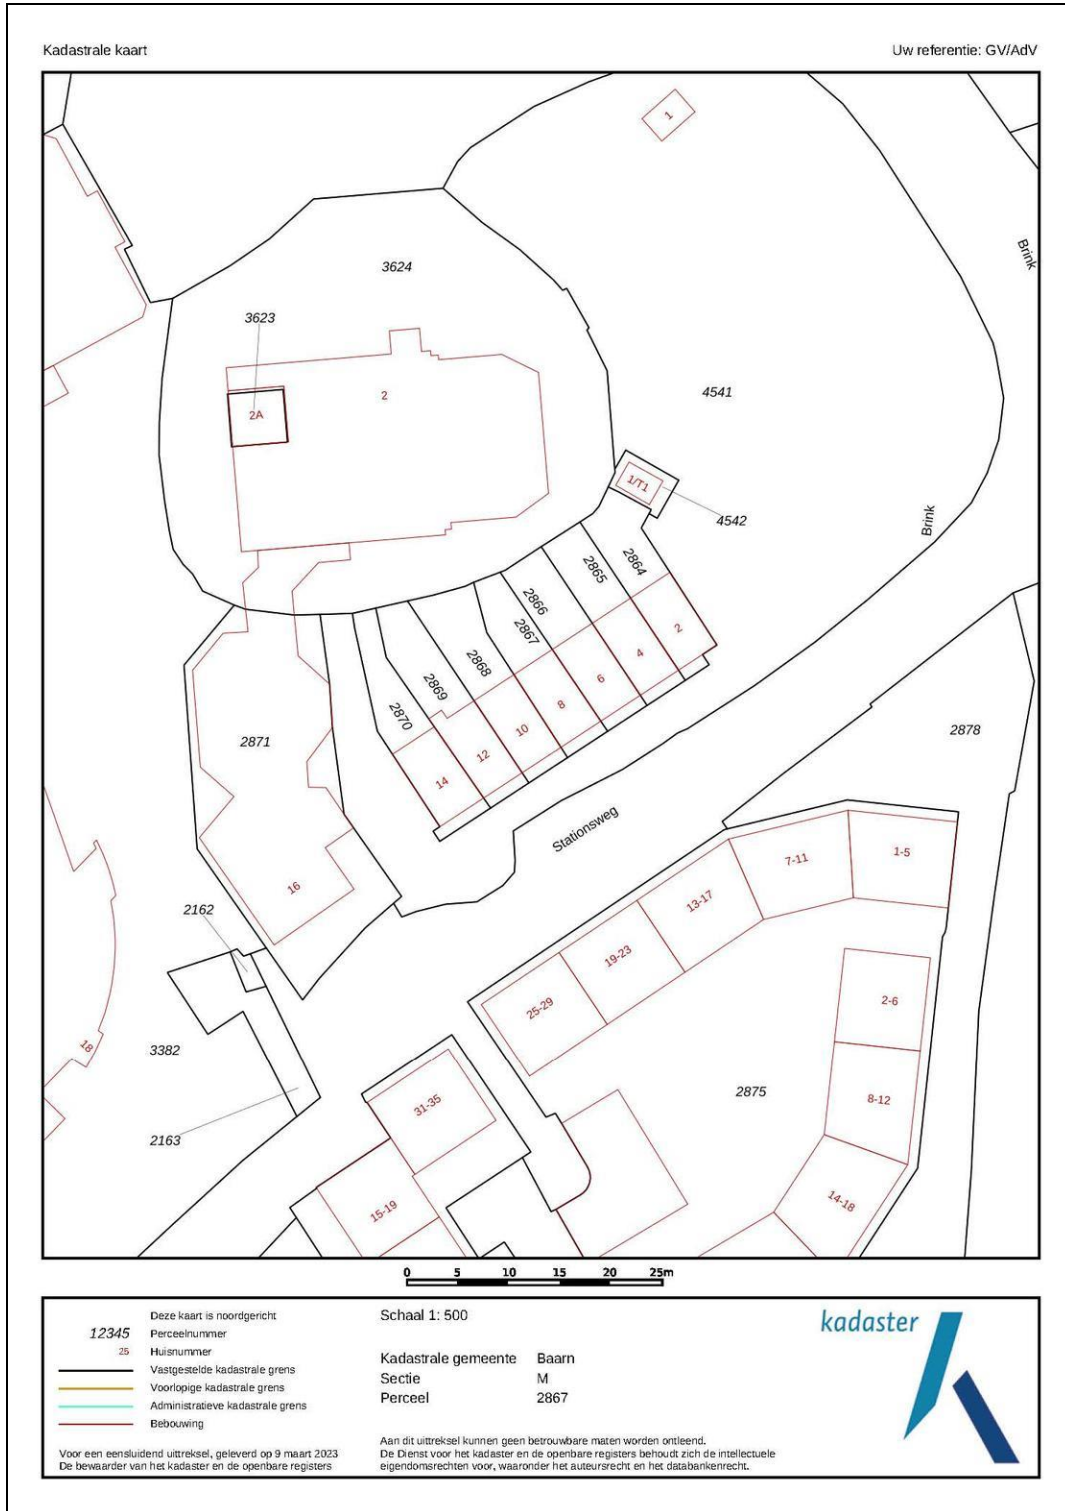 Kadastrale kaart
Uw referentie: GV/AdV
1
Brink
3624
3623
2
2A
4541
1/T1
4542
Brink
2864
2865
2866
2867
2868
2869
2870
2
4
6
8
10
12
14
2871
2878
Stationsweg
16
1-5
7-11
13-17
19-23
25-29
2162
2-6
18
3382
2875
8-12
31-35
2163
14-18
15-19
0 5 10 15 20 25m
Deze kaart is noordgericht
12345 Perceelnummer
25 Huisnummer
Vastgestelde kadastrale grens
Voorlopige kadastrale grens
Administratieve kadastrale grens
Bebouwing
Voor een eensluidend uittreksel, geleverd op 9 maart 2023
De bewaarder van het kadaster en de openbare registers
Schaal 1: 500
Kadastrale gemeente Baarn
Sectie M
Perceel 2867
Aan dit uittreksel kunnen geen betrouwbare maten worden ontleend.
De Dienst voor het kadaster en de openbare registers behoudt zich de intellectuele
eigendomsrechten voor, waaronder het auteursrecht en het databankenrecht.
kadaster